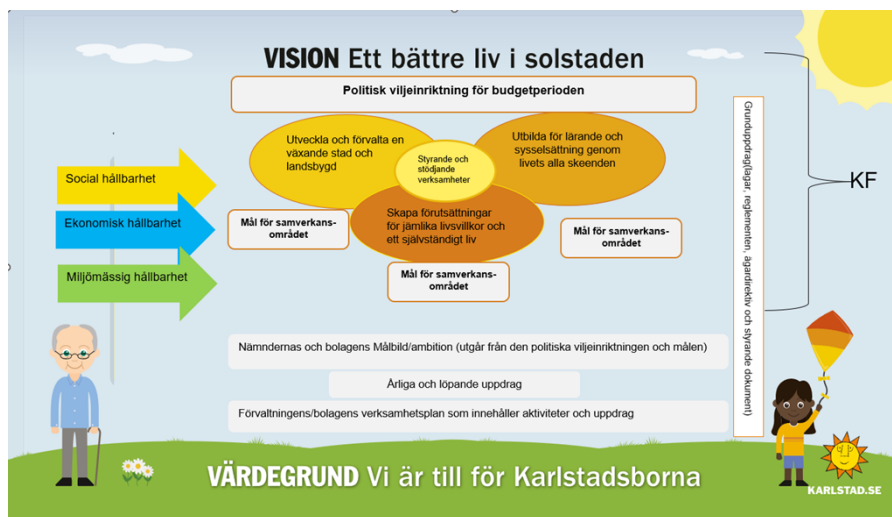 VISION Ett bättre liv i solstaden
Politisk viljeinriktning för budgetperioden
Utveckla och förvalta en
växande stad och
landsbygd
Utbilda för lärande och
sysselsättning genom
livets alla skeenden
Styrande och
stödjande
verksamheter
Skapa förutsättningar
för jämlika livsvillkor och
ett självständigt liv
Social hållbarhet
Ekonomisk hållbarhet
Miljömässig hållbarhet
Mål för samverkans-
området
Mål för samverkans-
området
Mål för samverkans-
området
Grunduppdrag(lagar, reglementen, ägardirektiv och styrande dokument)
KF
Nämndernas och bolagens Målbild/ambition (utgår från den politiska viljeinriktningen och målen)
Årliga och löpande uppdrag
Förvaltningens/bolagens verksamhetsplan som innehåller aktiviteter och uppdrag
VÄRDEGRUND Vi är till för Karlstadsborna
KARLSTAD.SE